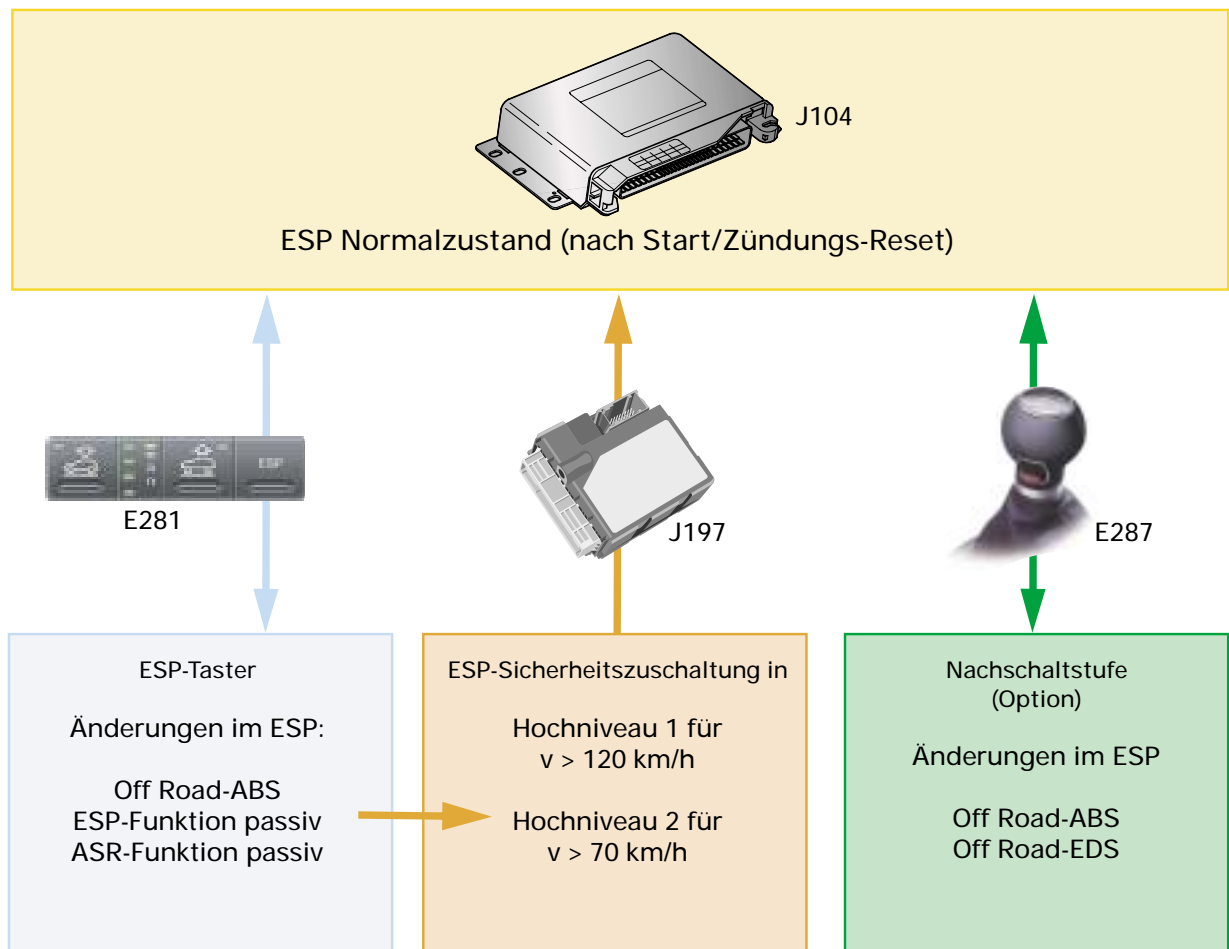 J104
ESP Normalzustand (nach Start/Zündungs-Reset)
ESP
E281
J197
E287
ESP-Taster
Änderungen im ESP:
Off Road-ABS
ESP-Funktion passiv
ASR-Funktion passiv
ESP-Sicherheitszuschaltung in
Hochniveau 1 für
v > 120 km/h
Hochniveau 2 für
v > 70 km/h
Nachschaltstufe
(Option)
Änderungen im ESP
Off Road-ABS
Off Road-EDS